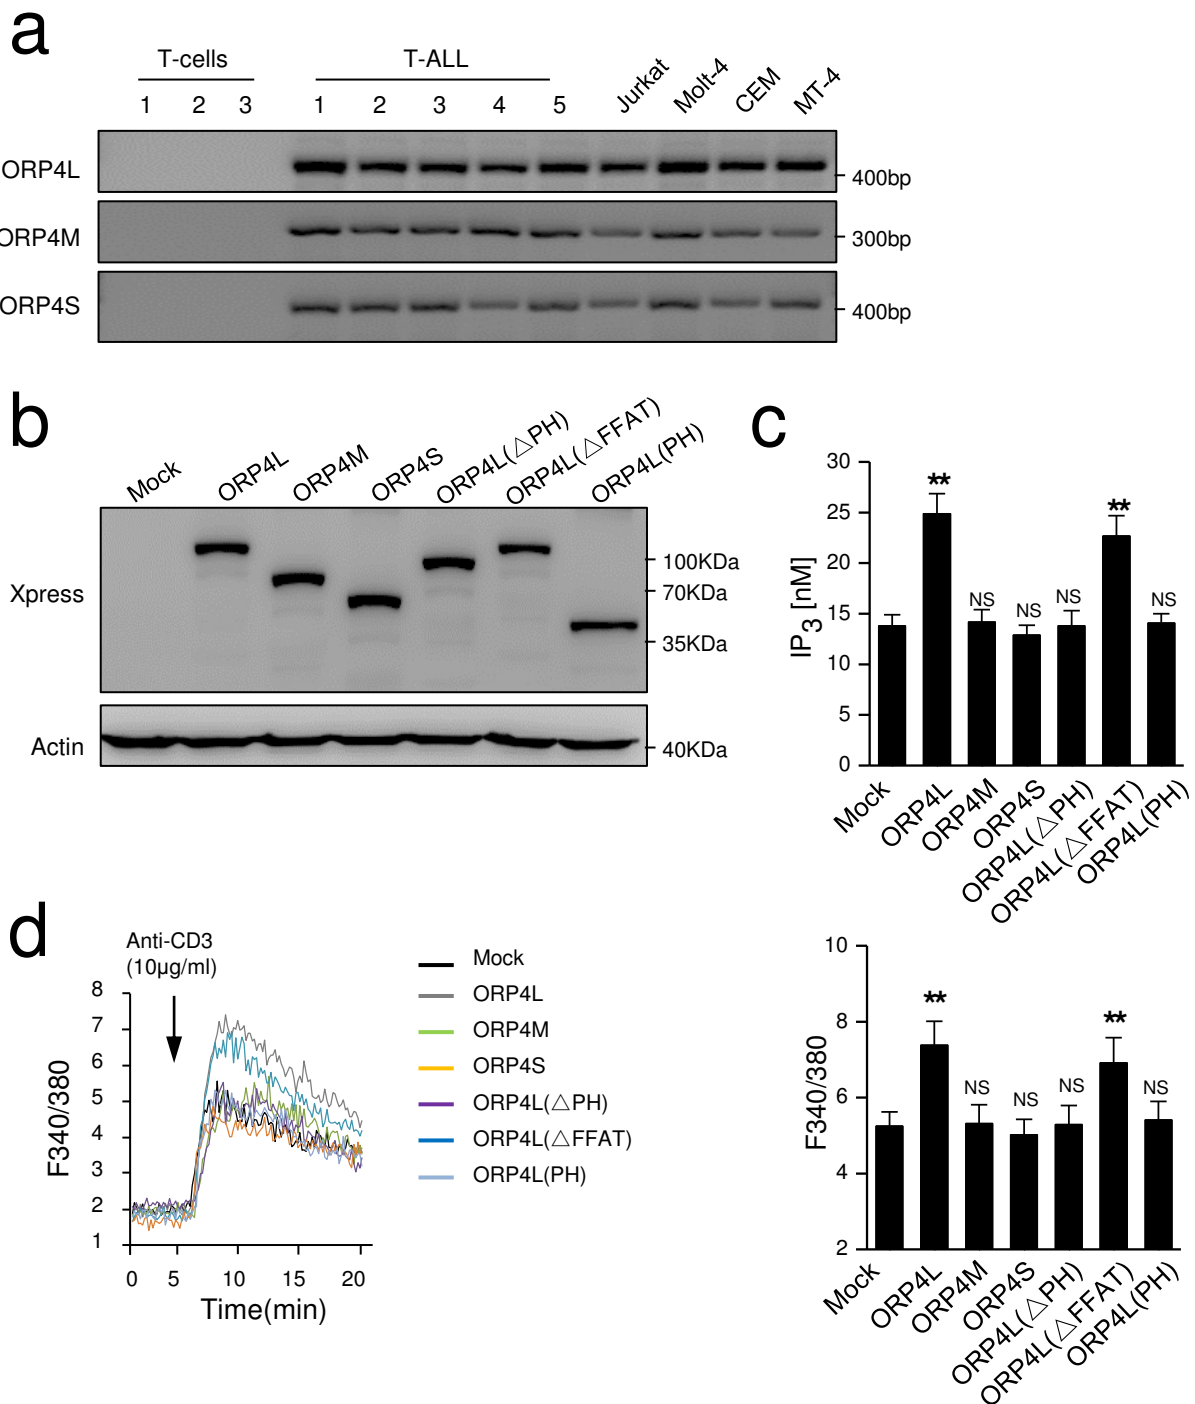 a
T-cells
T-ALL
1 2 3 1 2 3 4 5 Jurkat Molt-4 CEM MT-4
ORP4L
400bp
ORP4M
300bp
ORP4S
400bp
b
Mock ORP4L ORP4M ORP4S ORP4L(△PH) ORP4L(△FFAT) ORP4L(PH)
Xpress
100KDa
70KDa
35KDa
Actin
40KDa
c
IP3 [nM]
30
25
20
15
10
5
0
** NS NS NS ** NS
Mock ORP4L ORP4M ORP4S ORP4L(△PH) ORP4L(△FFAT) ORP4L(PH)
d
Anti-CD3
(10µg/ml)
F340/380
8
7
6
5
4
3
2
1
0 5 10 15 20
Time(min)
Mock
ORP4L
ORP4M
ORP4S
ORP4L(△PH)
ORP4L(△FFAT)
ORP4L(PH)
F340/380
10
8
6
4
2
** NS NS NS ** NS
Mock ORP4L ORP4M ORP4S ORP4L(△PH) ORP4L(△FFAT) ORP4L(PH)